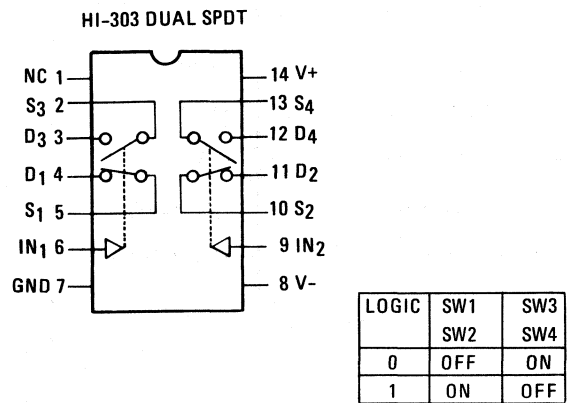 HI-303 DUAL SPDT
NC 1
S3 2
D3 3
D1 4
S1 5
IN1 6
GND 7
14 V+
13 S4
12 D4
11 D2
10 S2
9 IN2
8 V-
LOGIC SW1 SW3
SW2 SW4
0 OFF ON
1 ON OFF